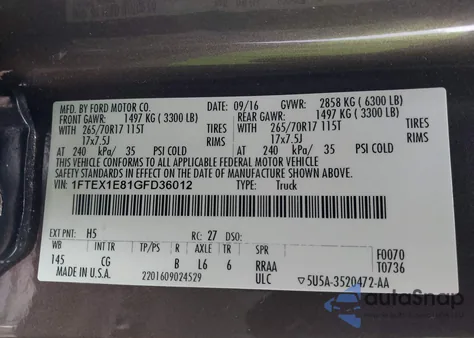 MFD. BY FORD MOTOR CO.
DATE: 09/16 GVWR: 2858 KG ( 6300 LB)
FRONT GAWR: 1497 KG ( 3300 LB) REAR GAWR: 1497 KG ( 3300 LB)
WITH 265/70R17 115T TIRES WITH 265/70R17 115T TIRES
17x7.5J RIMS 17x7.5J RIMS
AT 240 kPa/ 35 PSI COLD AT 240 kPa/ 35 PSI COLD
THIS VEHICLE CONFORMS TO ALL APPLICABLE FEDERAL MOTOR VEHICLE
SAFETY STANDARDS IN EFFECT ON THE DATE OF MANUFACTURE SHOWN ABOVE.
VIN: 1FTEX1E81GFD36012 TYPE: Truck
EXT PNT: H5 RC: 27 DSO: F0070
WB INT TR TP/PS R AXLE TR SPR T0736
145 CG B L6 6 RRAA
MADE IN U.S.A. 2201609024529 ULC ▽5U5A-3520472-AA
autoSnap